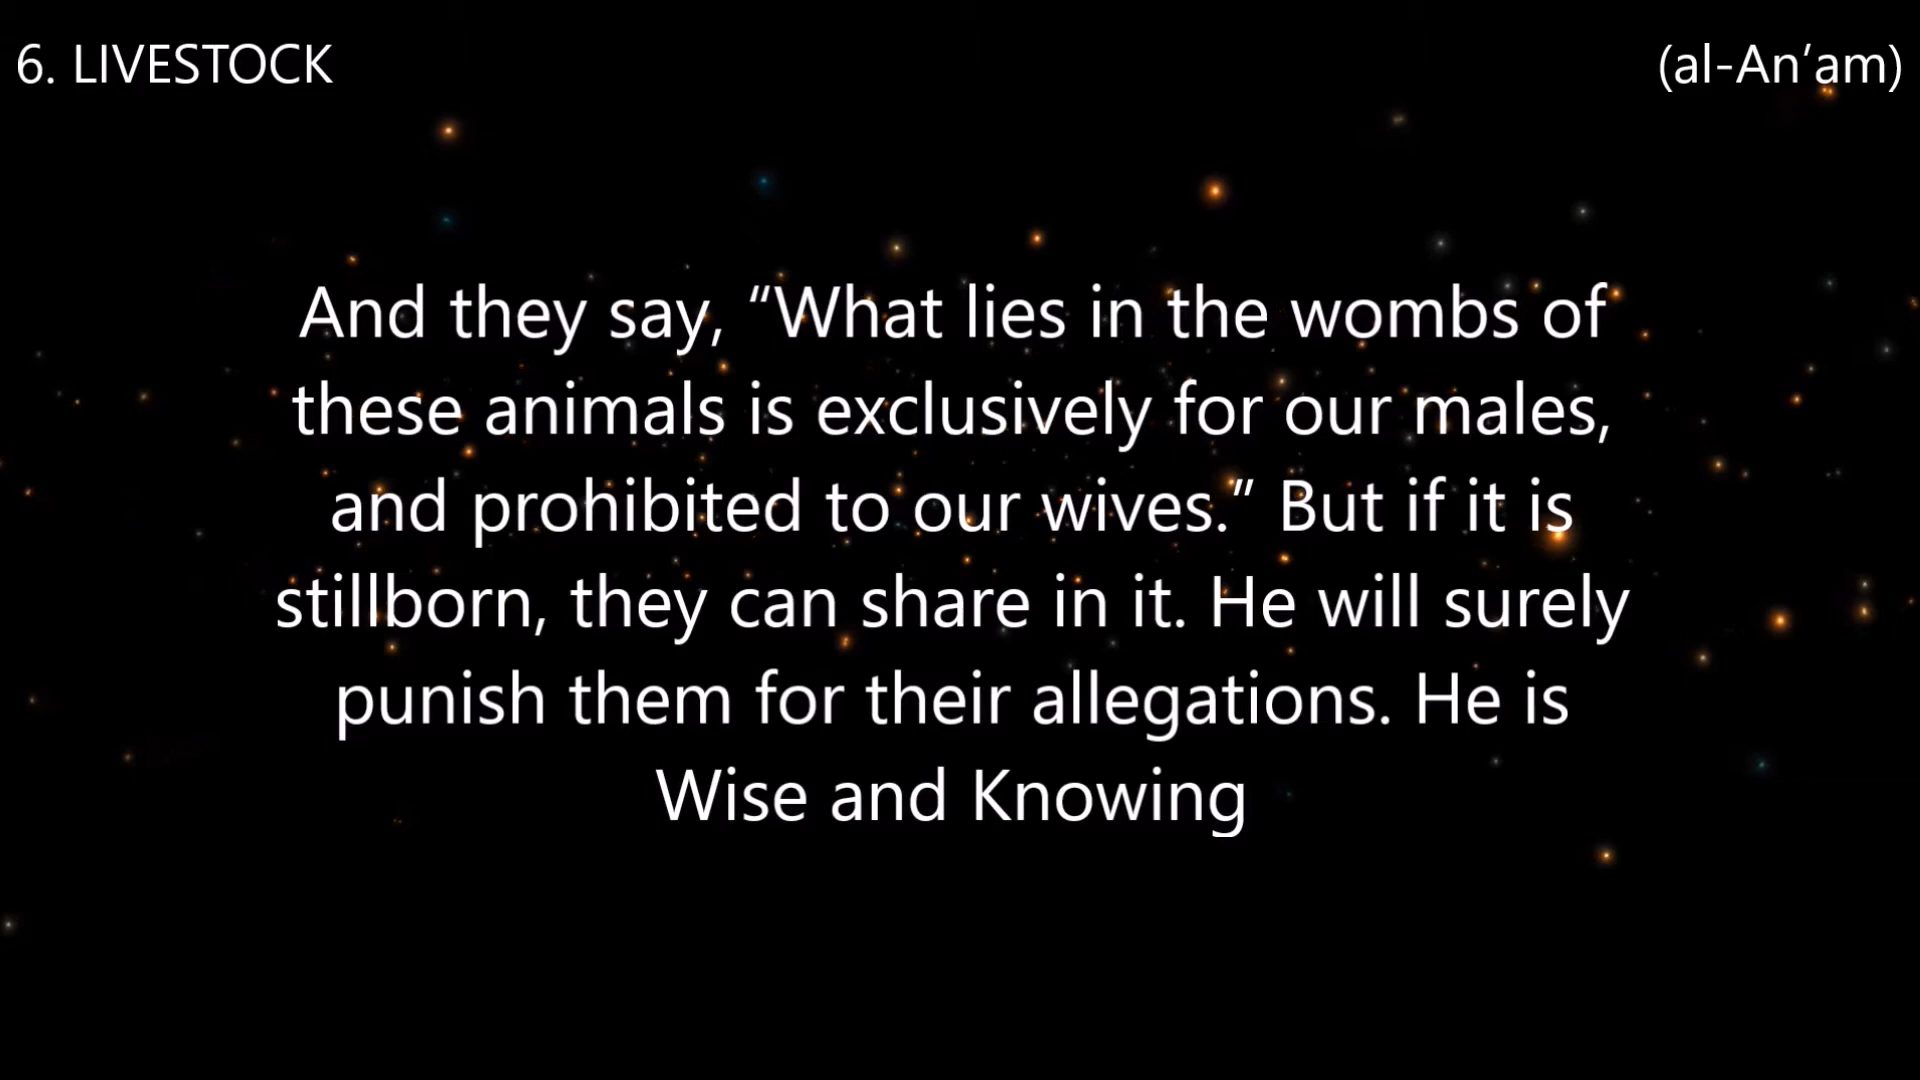 6. LIVESTOCK
(al-An’am)
And they say, “What lies in the wombs of
these animals is exclusively for our males,
and prohibited to our wives.” But if it is
stillborn, they can share in it. He will surely
punish them for their allegations. He is
Wise and Knowing